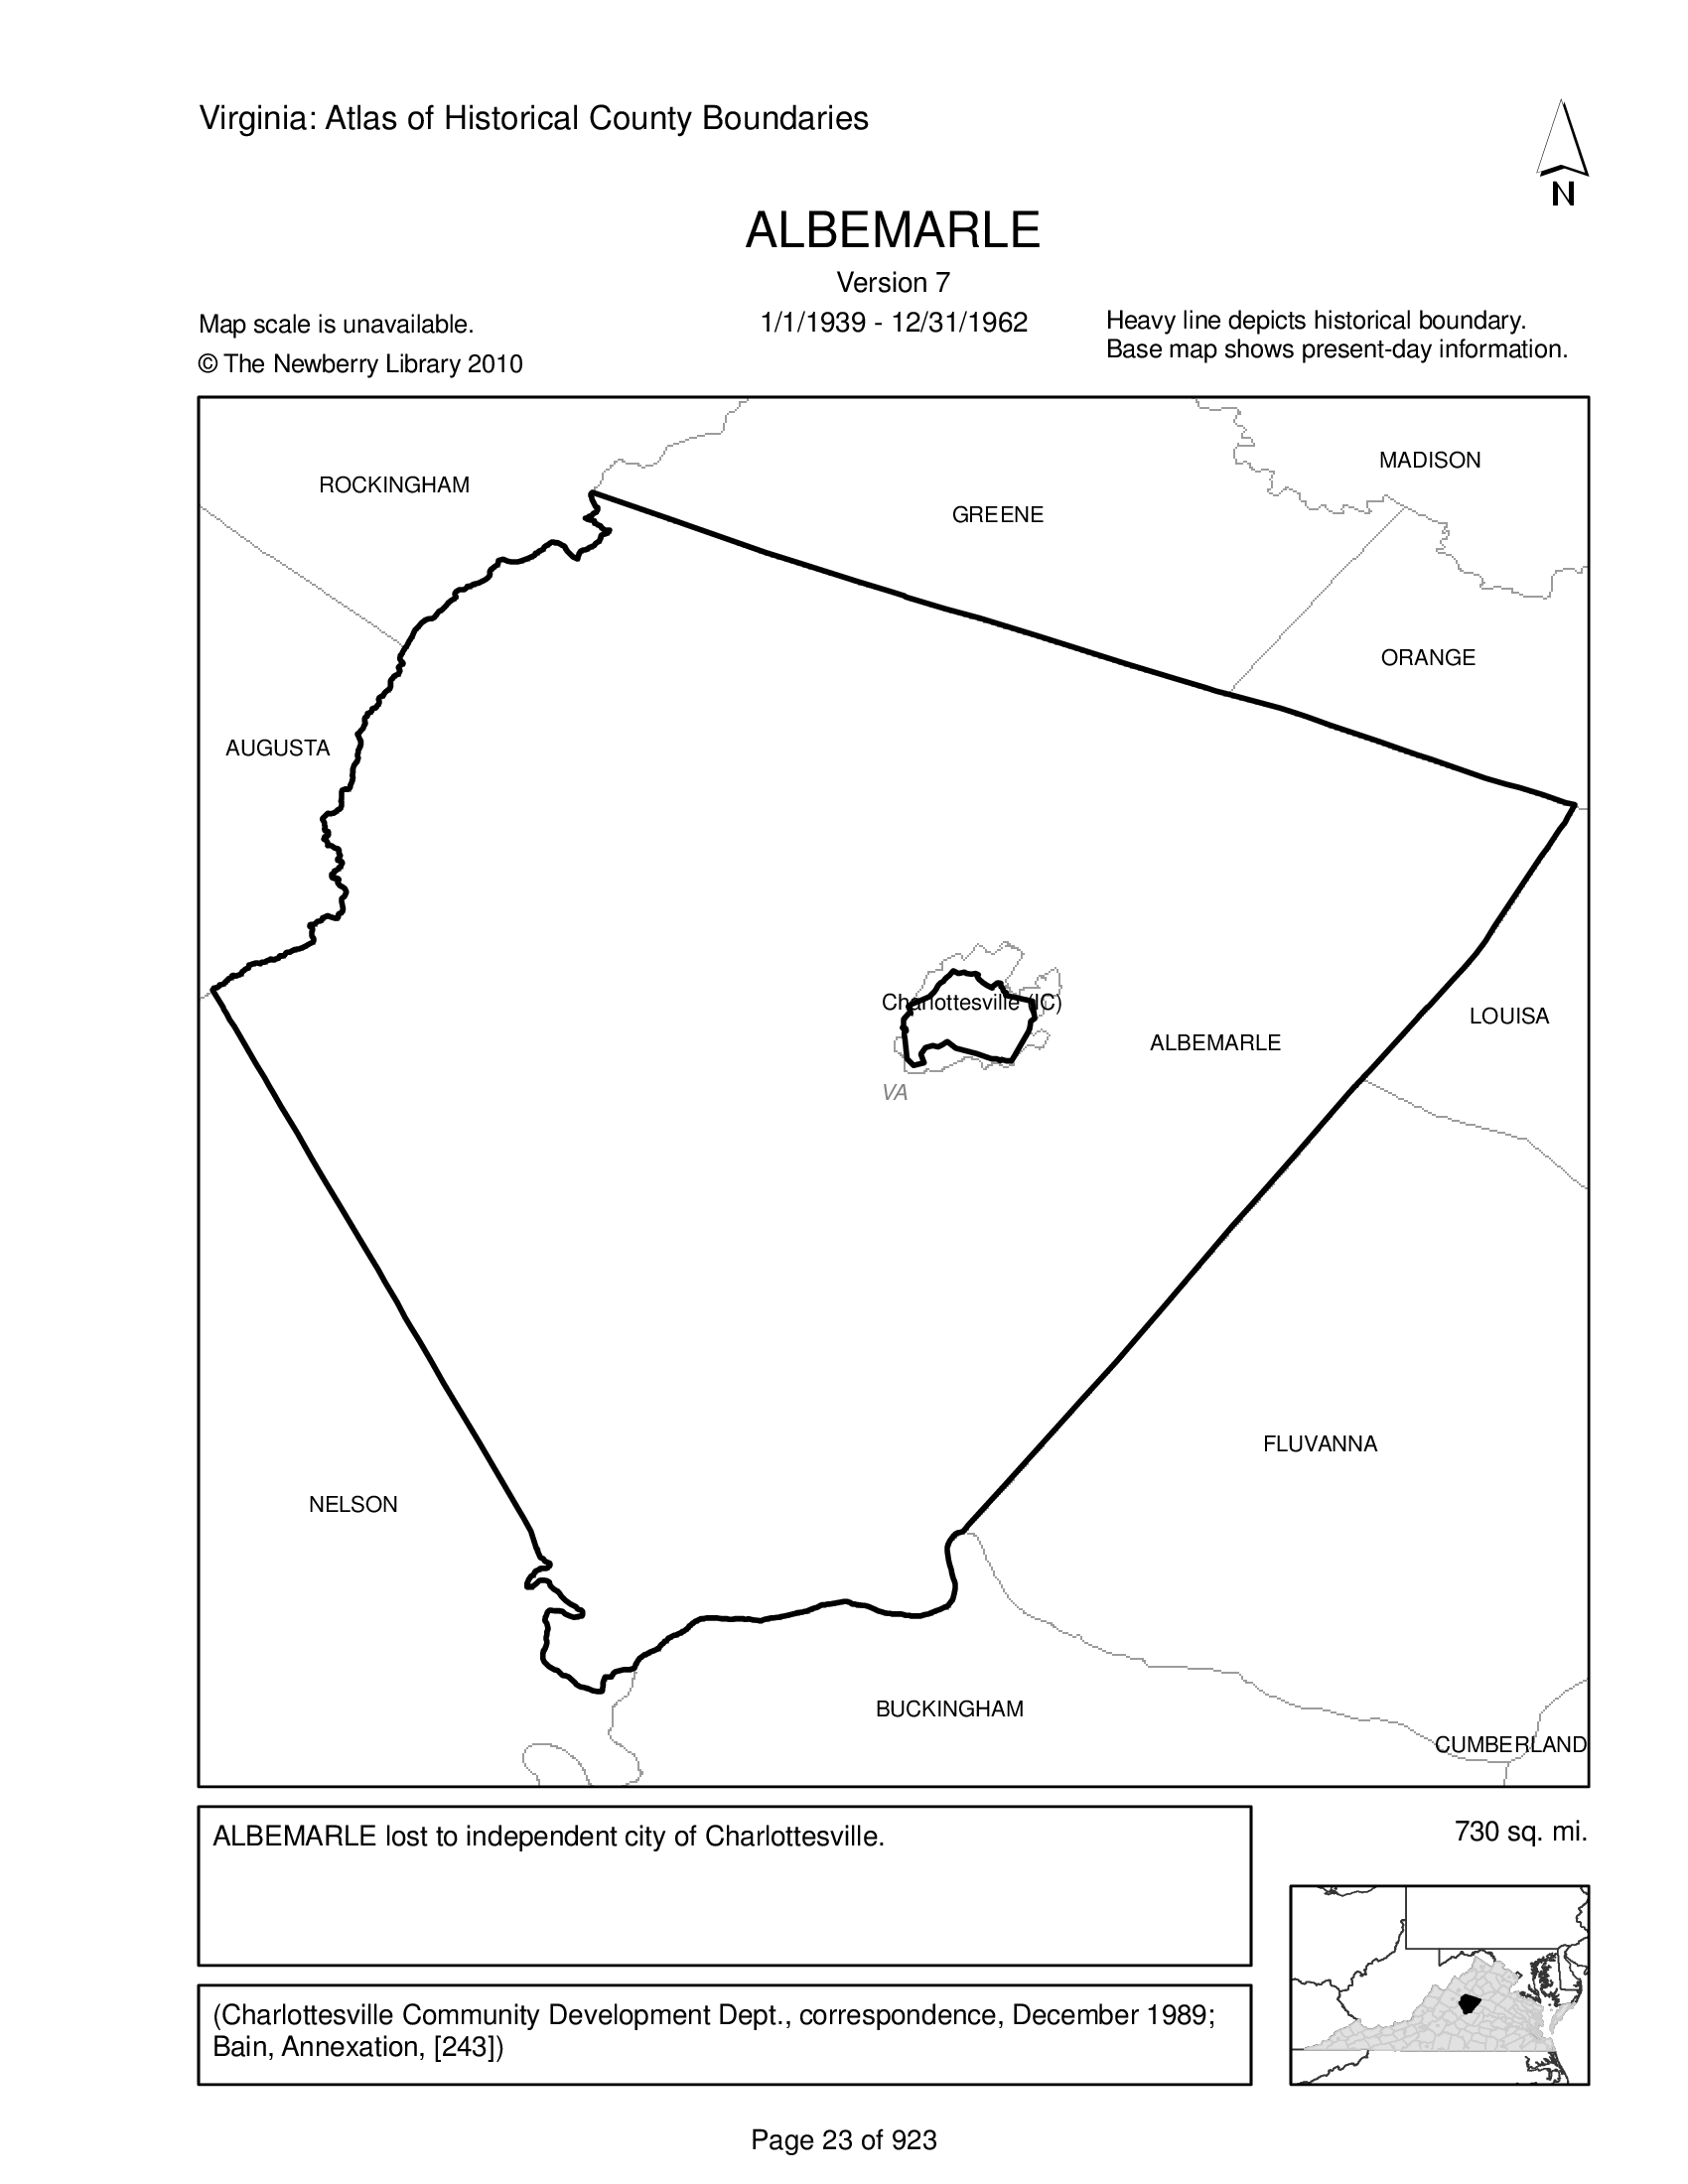 Virginia: Atlas of Historical County Boundaries
N
ALBEMARLE
Version 7
1/1/1939 - 12/31/1962
Map scale is unavailable.
© The Newberry Library 2010
Heavy line depicts historical boundary.
Base map shows present-day information.
MADISON
ROCKINGHAM
GREENE
ORANGE
AUGUSTA
Charlottesville (IC)
LOUISA
ALBEMARLE
VA
FLUVANNA
NELSON
BUCKINGHAM
CUMBERLAND
ALBEMARLE lost to independent city of Charlottesville.
730 sq. mi.
(Charlottesville Community Development Dept., correspondence, December 1989;
Bain, Annexation, [243])
Page 23 of 923